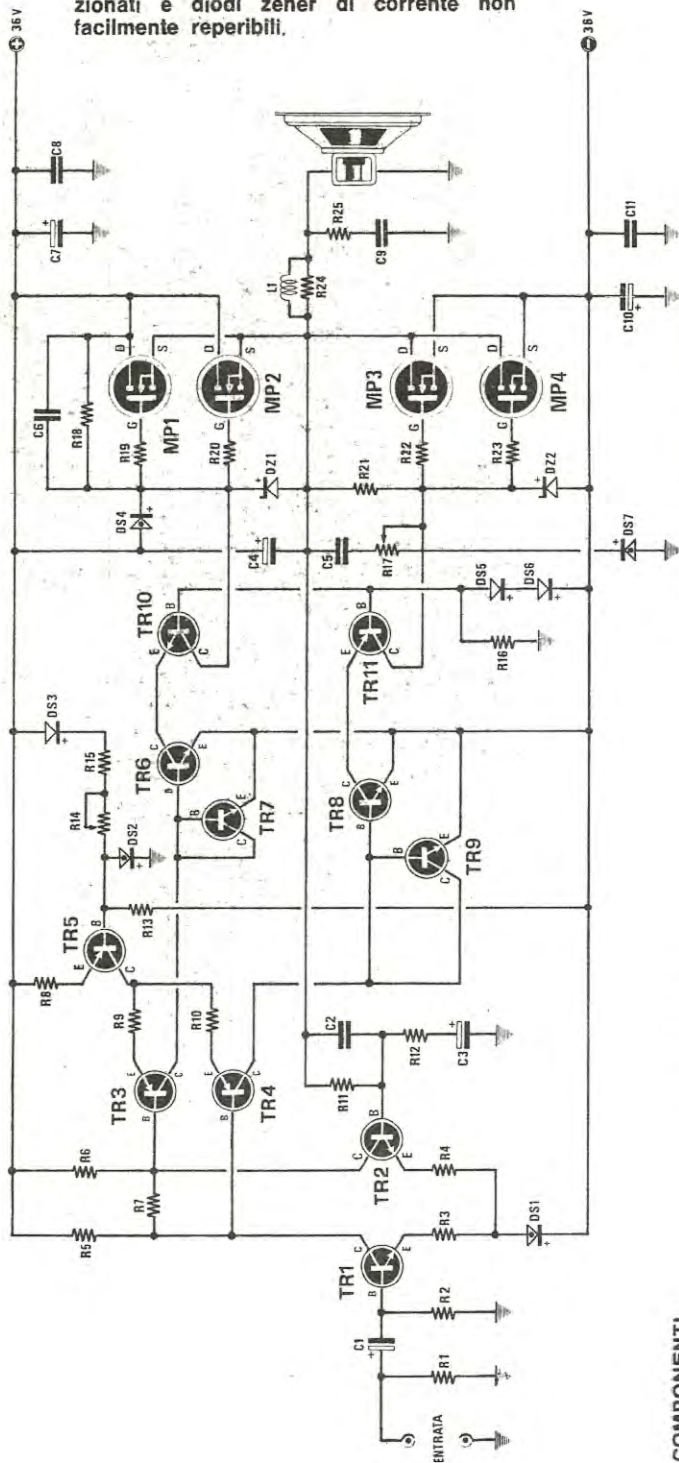 zionati e diodi zener di corrente non
facilmente reperibili.
36V
C8
C7
C6
R18
D
S
G
R19
MP1
D
S
G
R20
MP2
DS4
DZ1
L1
R24
R25
C9
R21
D
S
G
R22
MP3
D
S
G
R23
MP4
DZ2
C10
C11
36V
C4
C5
R17
DS7
TR10
E
B
C
TR11
E
B
C
DS5
DS6
R16
DS3
R15
R14
DS2
R13
TR5
E
B
C
R8
TR6
C
B
E
TR7
B
E
C
TR8
C
B
E
TR9
B
E
C
R9
R10
TR3
E
B
C
TR4
E
B
C
R11
C2
R12
C3
R6
R5
R7
TR2
C
B
E
R4
R3
DS1
TR1
C
B
E
C1
R2
R1
ENTRATA
COMPONENTI